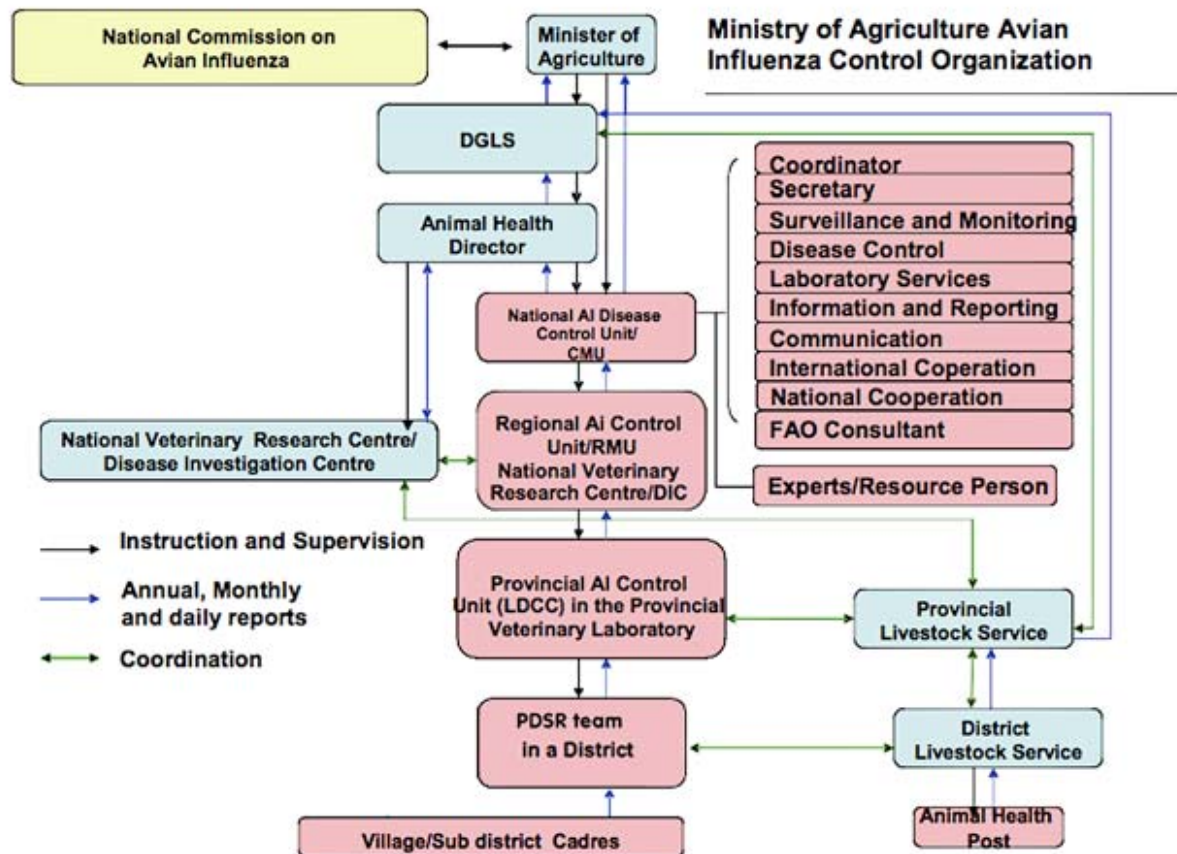 National Commission on
Avian Influenza
Minister of
Agriculture
Ministry of Agriculture Avian
Influenza Control Organization
DGLS
Animal Health
Director
National AI Disease
Control Unit/
CMU
Coordinator
Secretary
Surveillance and Monitoring
Disease Control
Laboratory Services
Information and Reporting
Communication
International Coperation
National Cooperation
FAO Consultant
Experts/Resource Person
National Veterinary Research Centre/
Disease Investigation Centre
Regional Ai Control
Unit/RMU
National Veterinary
Research Centre/DIC
Instruction and Supervision
Annual, Monthly
and daily reports
Coordination
Provincial AI Control
Unit (LDCC) in the Provincial
Veterinary Laboratory
Provincial
Livestock Service
PDSR team
in a District
District
Livestock Service
Village/Sub district Cadres
Animal Health
Post